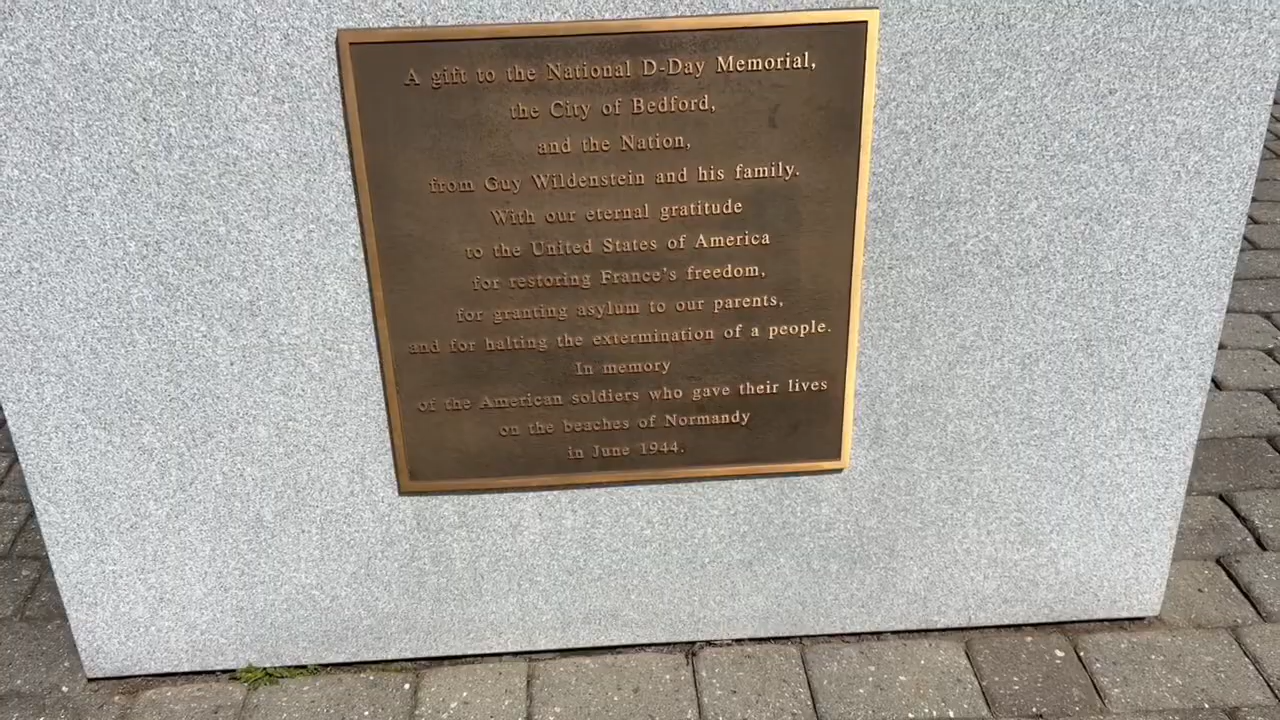 A gift to the National D-Day Memorial,
the City of Bedford,
and the Nation,
from Guy Wildenstein and his family.
With our eternal gratitude
to the United States of America
for restoring France's freedom,
for granting asylum to our parents,
and for halting the extermination of a people.
In memory
of the American soldiers who gave their lives
on the beaches of Normandy
in June 1944.